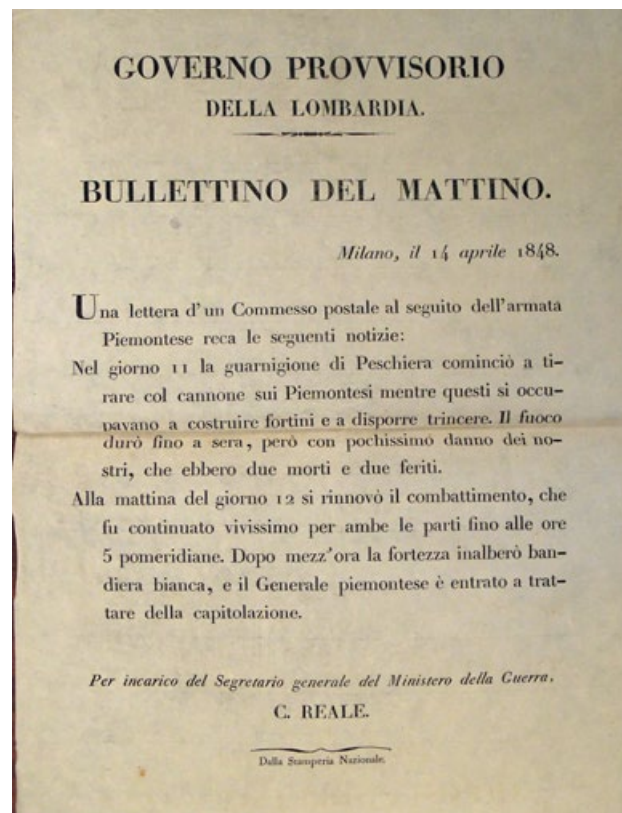 GOVERNO PROVVISORIO
DELLA LOMBARDIA.
BULLETTINO DEL MATTINO.
Milano, il 14 aprile 1848.
Una lettera d'un Commesso postale al seguito dell'armata
Piemontese reca le seguenti notizie:
Nel giorno 11 la guarnigione di Peschiera cominciò a ti-
rare col cannone sui Piemontesi mentre questi si occu-
pavano a costruire fortini e a disporre trincere. Il fuoco
durò fino a sera, però con pochissimo danno dei no-
stri, che ebbero due morti e due feriti.
Alla mattina del giorno 12 si rinnovò il combattimento, che
fu continuato vivissimo per ambe le parti fino alle ore
5 pomeridiane. Dopo mezz'ora la fortezza inalberò ban-
diera bianca, e il Generale piemontese è entrato a trat-
tare della capitolazione.
Per incarico del Segretario generale del Ministero della Guerra.
C. REALE.
Dalla Stamperia Nazionale.